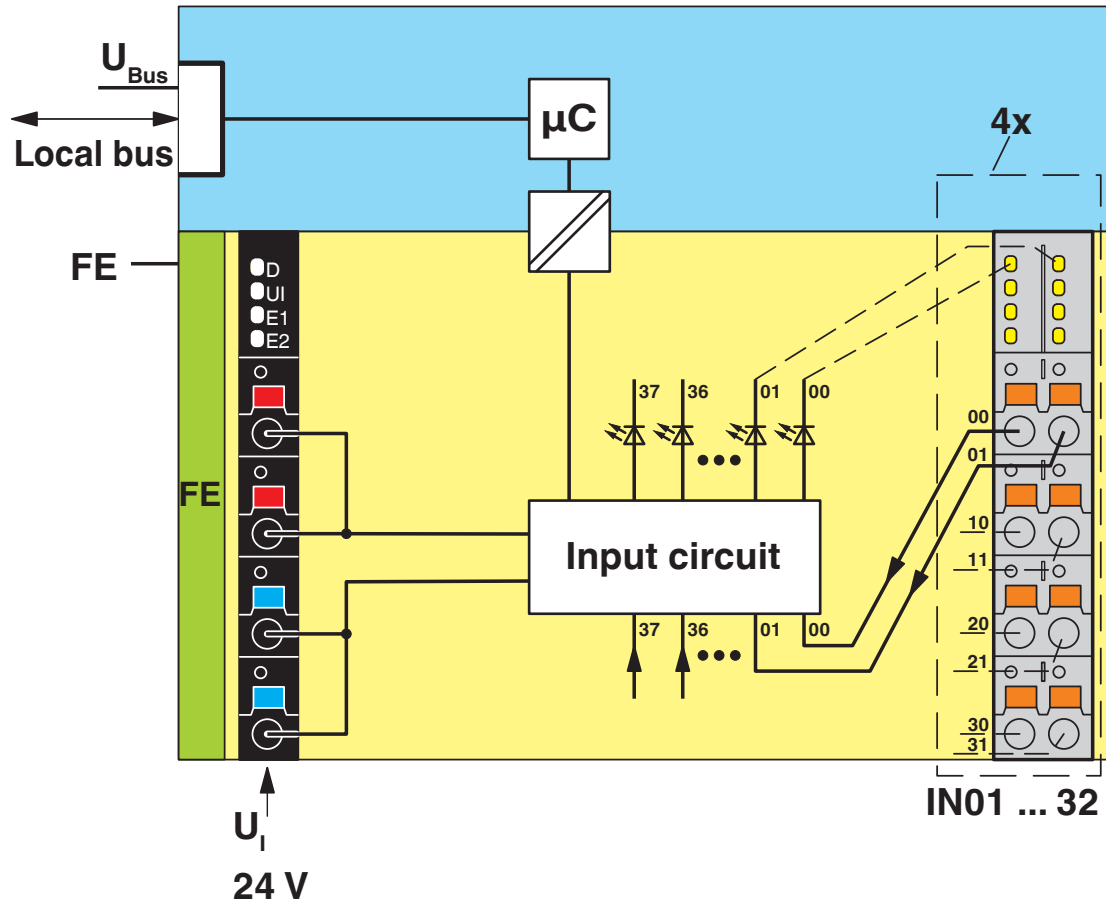 U Bus
Local bus
µC
4x
FE
D
UI
E1
E2
FE
37
36
01
00
00
01
10
11
20
21
30
31
Input circuit
37
36
01
00
IN01 ... 32
U I
24 V